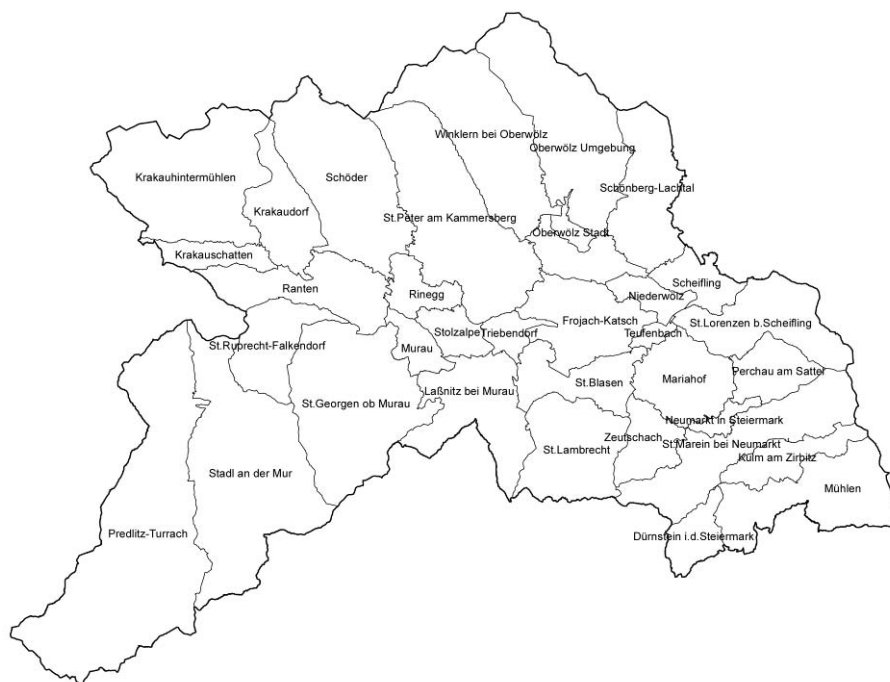 Winklern bei Oberwölz
Oberwölz Umgebung
Krakauhintermühlen
Schöder
Schönberg-Lachtal
Krakaudorf
St.Peter am Kammersberg
Oberwölz Stadt
Krakauschatten
Scheifling
Ranten
Rinegg
Niederwölz
Frojach-Katsch
St.Lorenzen b.Scheifling
Stolzalpe
Triebendorf
Teufenbach
St.Ruprecht-Falkendorf
Murau
Perchau am Sattel
Mariahof
St.Blasen
Laßnitz bei Murau
St.Georgen ob Murau
Neumarkt in Steiermark
Zeutschach
St.Marein bei Neumarkt
St.Lambrecht
Kulm am Zirbitz
Stadl an der Mur
Mühlen
Predlitz-Turrach
Dürnstein i.d.Steiermark